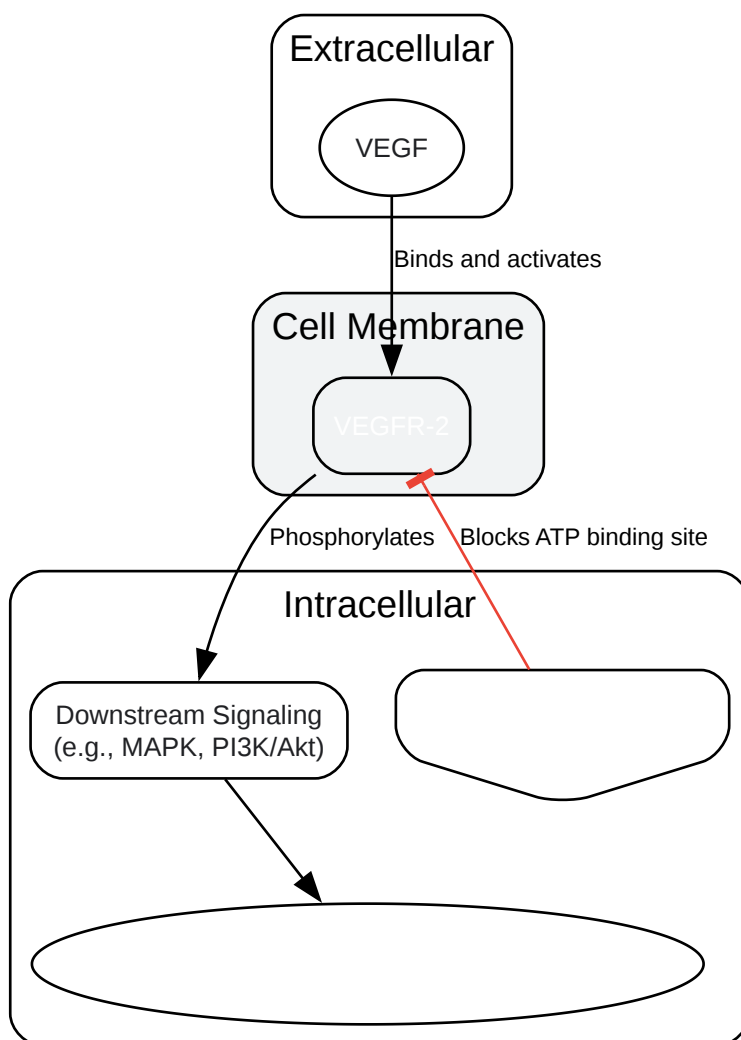 Extracellular
VEGF
Binds and activates
Cell Membrane
VEGFR-2
Phosphorylates
Blocks ATP binding site
Intracellular
Downstream Signaling
(e.g., MAPK, PI3K/Akt)